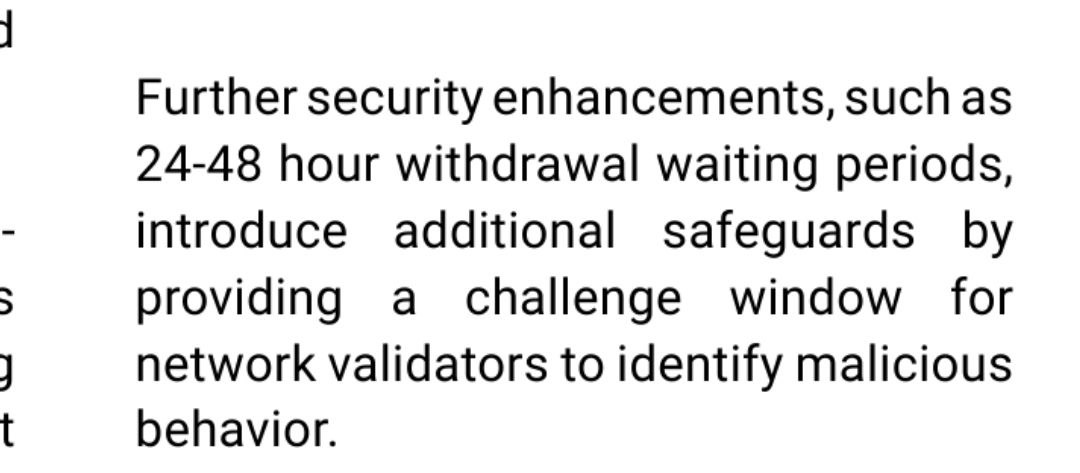 Further security enhancements, such as
24-48 hour withdrawal waiting periods,
introduce additional safeguards by
providing a challenge window for
network validators to identify malicious
behavior.